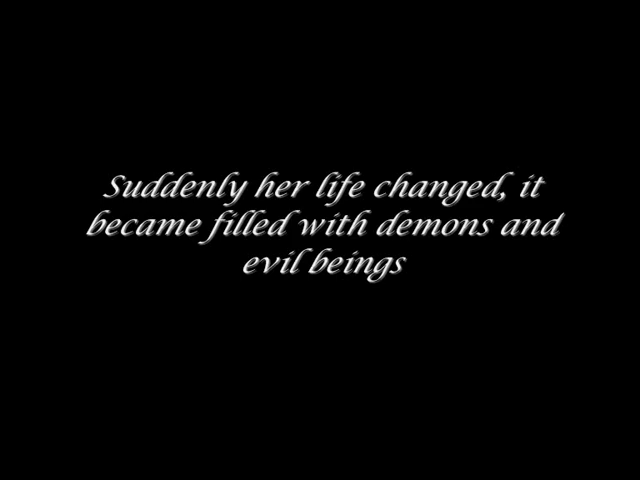 Suddenly her life changed, it
became filled with demons and
evil beings